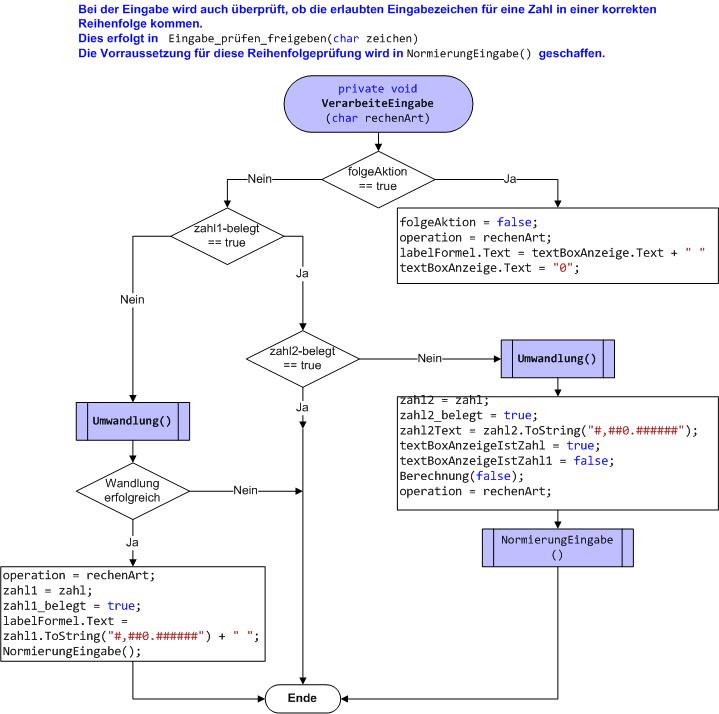 Bei der Eingabe wird auch überprüft, ob die erlaubten Eingabezeichen für eine Zahl in einer korrekten
Reihenfolge kommen.
Dies erfolgt in Eingabe_prüfen_freigeben(char zeichen)
Die Vorraussetzung für diese Reihenfolgeprüfung wird in NormierungEingabe() geschaffen.
private void
VerarbeiteEingabe
(char rechenArt)
folgeAktion
== true
Nein
Ja
folgeAktion = false;
operation = rechenArt;
labelFormel.Text = textBoxAnzeige.Text + " "
textBoxAnzeige.Text = "0";
zahl1-belegt
== true
Nein
Ja
zahl2-belegt
== true
Nein
Ja
Umwandlung()
zahl2 = zahl;
zahl2_belegt = true;
zahl2Text = zahl2.ToString("#,##0.######");
textBoxAnzeigeIstZahl = true;
textBoxAnzeigeIstZahl1 = false;
Berechnung(false);
operation = rechenArt;
NormierungEingabe
()
Umwandlung()
Wandlung
erfolgreich
Nein
Ja
operation = rechenArt;
zahl1 = zahl;
zahl1_belegt = true;
labelFormel.Text =
zahl1.ToString("#,##0.######") + " ";
NormierungEingabe();
Ende